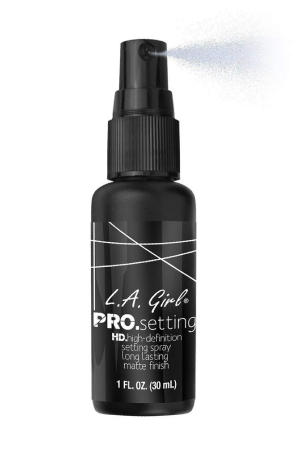 L.A. Girl®
PRO.setting
HD.high-definition
setting spray
long lasting
matte finish
1 FL. OZ. (30 ml.)